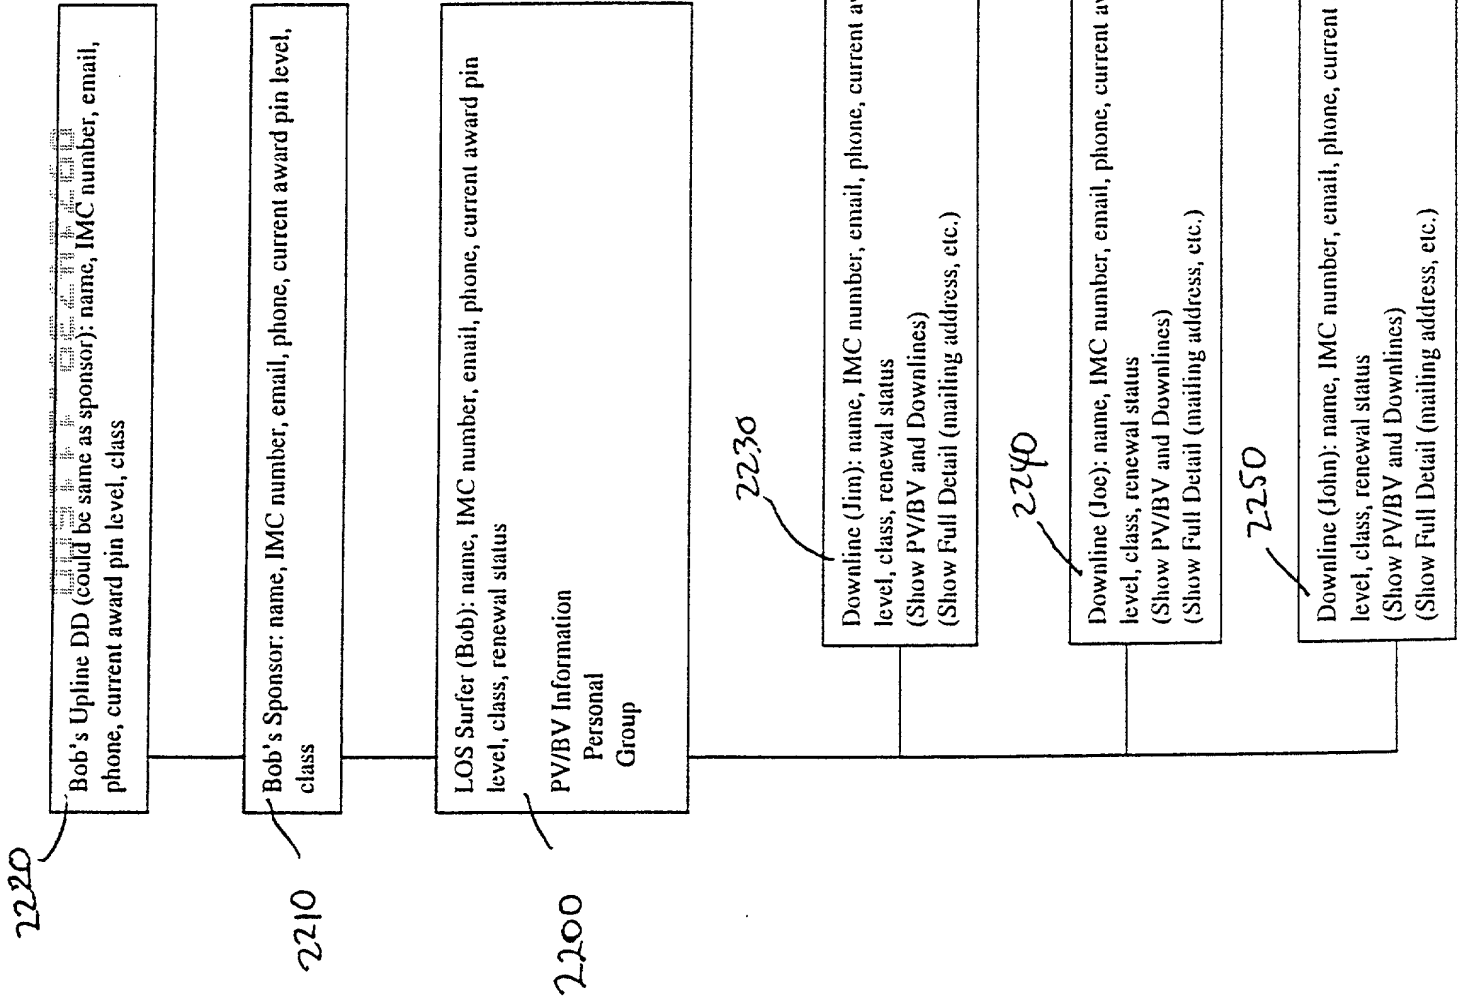 2220
Bob's Upline DD (could be same as sponsor): name, IMC number, email,
phone, current award pin level, class
2210
Bob's Sponsor: name, IMC number, email, phone, current award pin level,
class
2200
LOS Surfer (Bob): name, IMC number, email, phone, current award pin
level, class, renewal status
PV/BV Information
Personal
Group
2230
Downline (Jim): name, IMC number, email, phone, current
level, class, renewal status
(Show PV/BV and Downlines)
(Show Full Detail (mailing address, etc.)
2240
Downline (Joe): name, IMC number, email, phone, current
level, class, renewal status
(Show PV/BV and Downlines)
(Show Full Detail (mailing address, etc.)
2250
Downline (John): name, IMC number, email, phone, current
level, class, renewal status
(Show PV/BV and Downlines)
(Show Full Detail (mailing address, etc.)